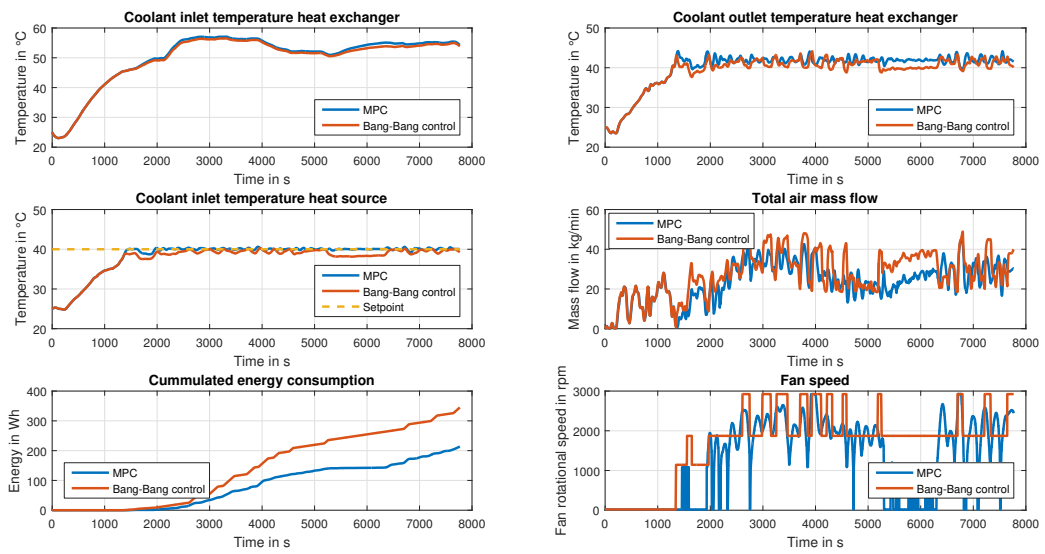 Coolant inlet temperature heat exchanger
Temperature in °C
60
50
40
30
20
0 1000 2000 3000 4000 5000 6000 7000 8000
Time in s
MPC
Bang-Bang control
Coolant outlet temperature heat exchanger
Temperature in °C
60
40
20
0 1000 2000 3000 4000 5000 6000 7000 8000
Time in s
MPC
Bang-Bang control
Coolant inlet temperature heat source
Temperature in °C
50
40
30
20
0 1000 2000 3000 4000 5000 6000 7000 8000
Time in s
MPC
Bang-Bang control
Setpoint
Total air mass flow
Mass flow in kg/min
60
40
20
0
0 1000 2000 3000 4000 5000 6000 7000 8000
Time in s
MPC
Bang-Bang control
Cummulated energy consumption
Energy in Wh
400
300
200
100
0
0 1000 2000 3000 4000 5000 6000 7000 8000
Time in s
MPC
Bang-Bang control
Fan speed
Fan rotational speed in rpm
3000
2000
1000
0
0 1000 2000 3000 4000 5000 6000 7000 8000
Time in s
MPC
Bang-Bang control